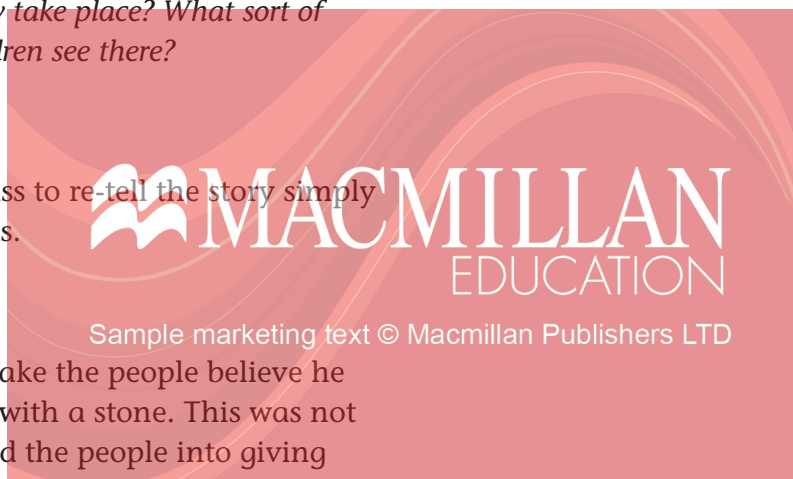 take place? What sort of
dren see there?
ss to re-tell the story simply
s.
MACMILLAN
EDUCATION
Sample marketing text © Macmillan Publishers LTD
ake the people believe he
with a stone. This was not
d the people into giving